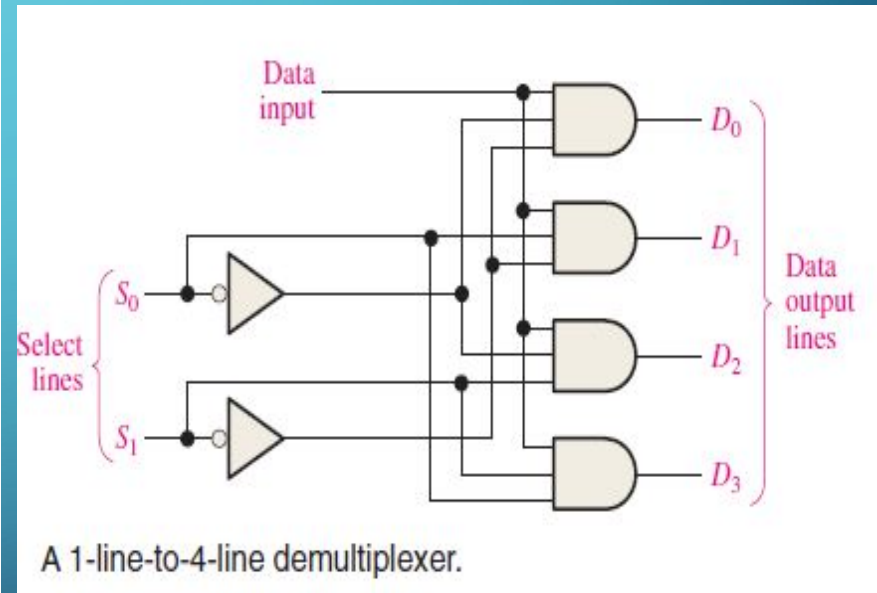 Data
input
D₀
D₁
Data
output
lines
S₀
Select
lines
D₂
S₁
D₃
A 1-line-to-4-line demultiplexer.